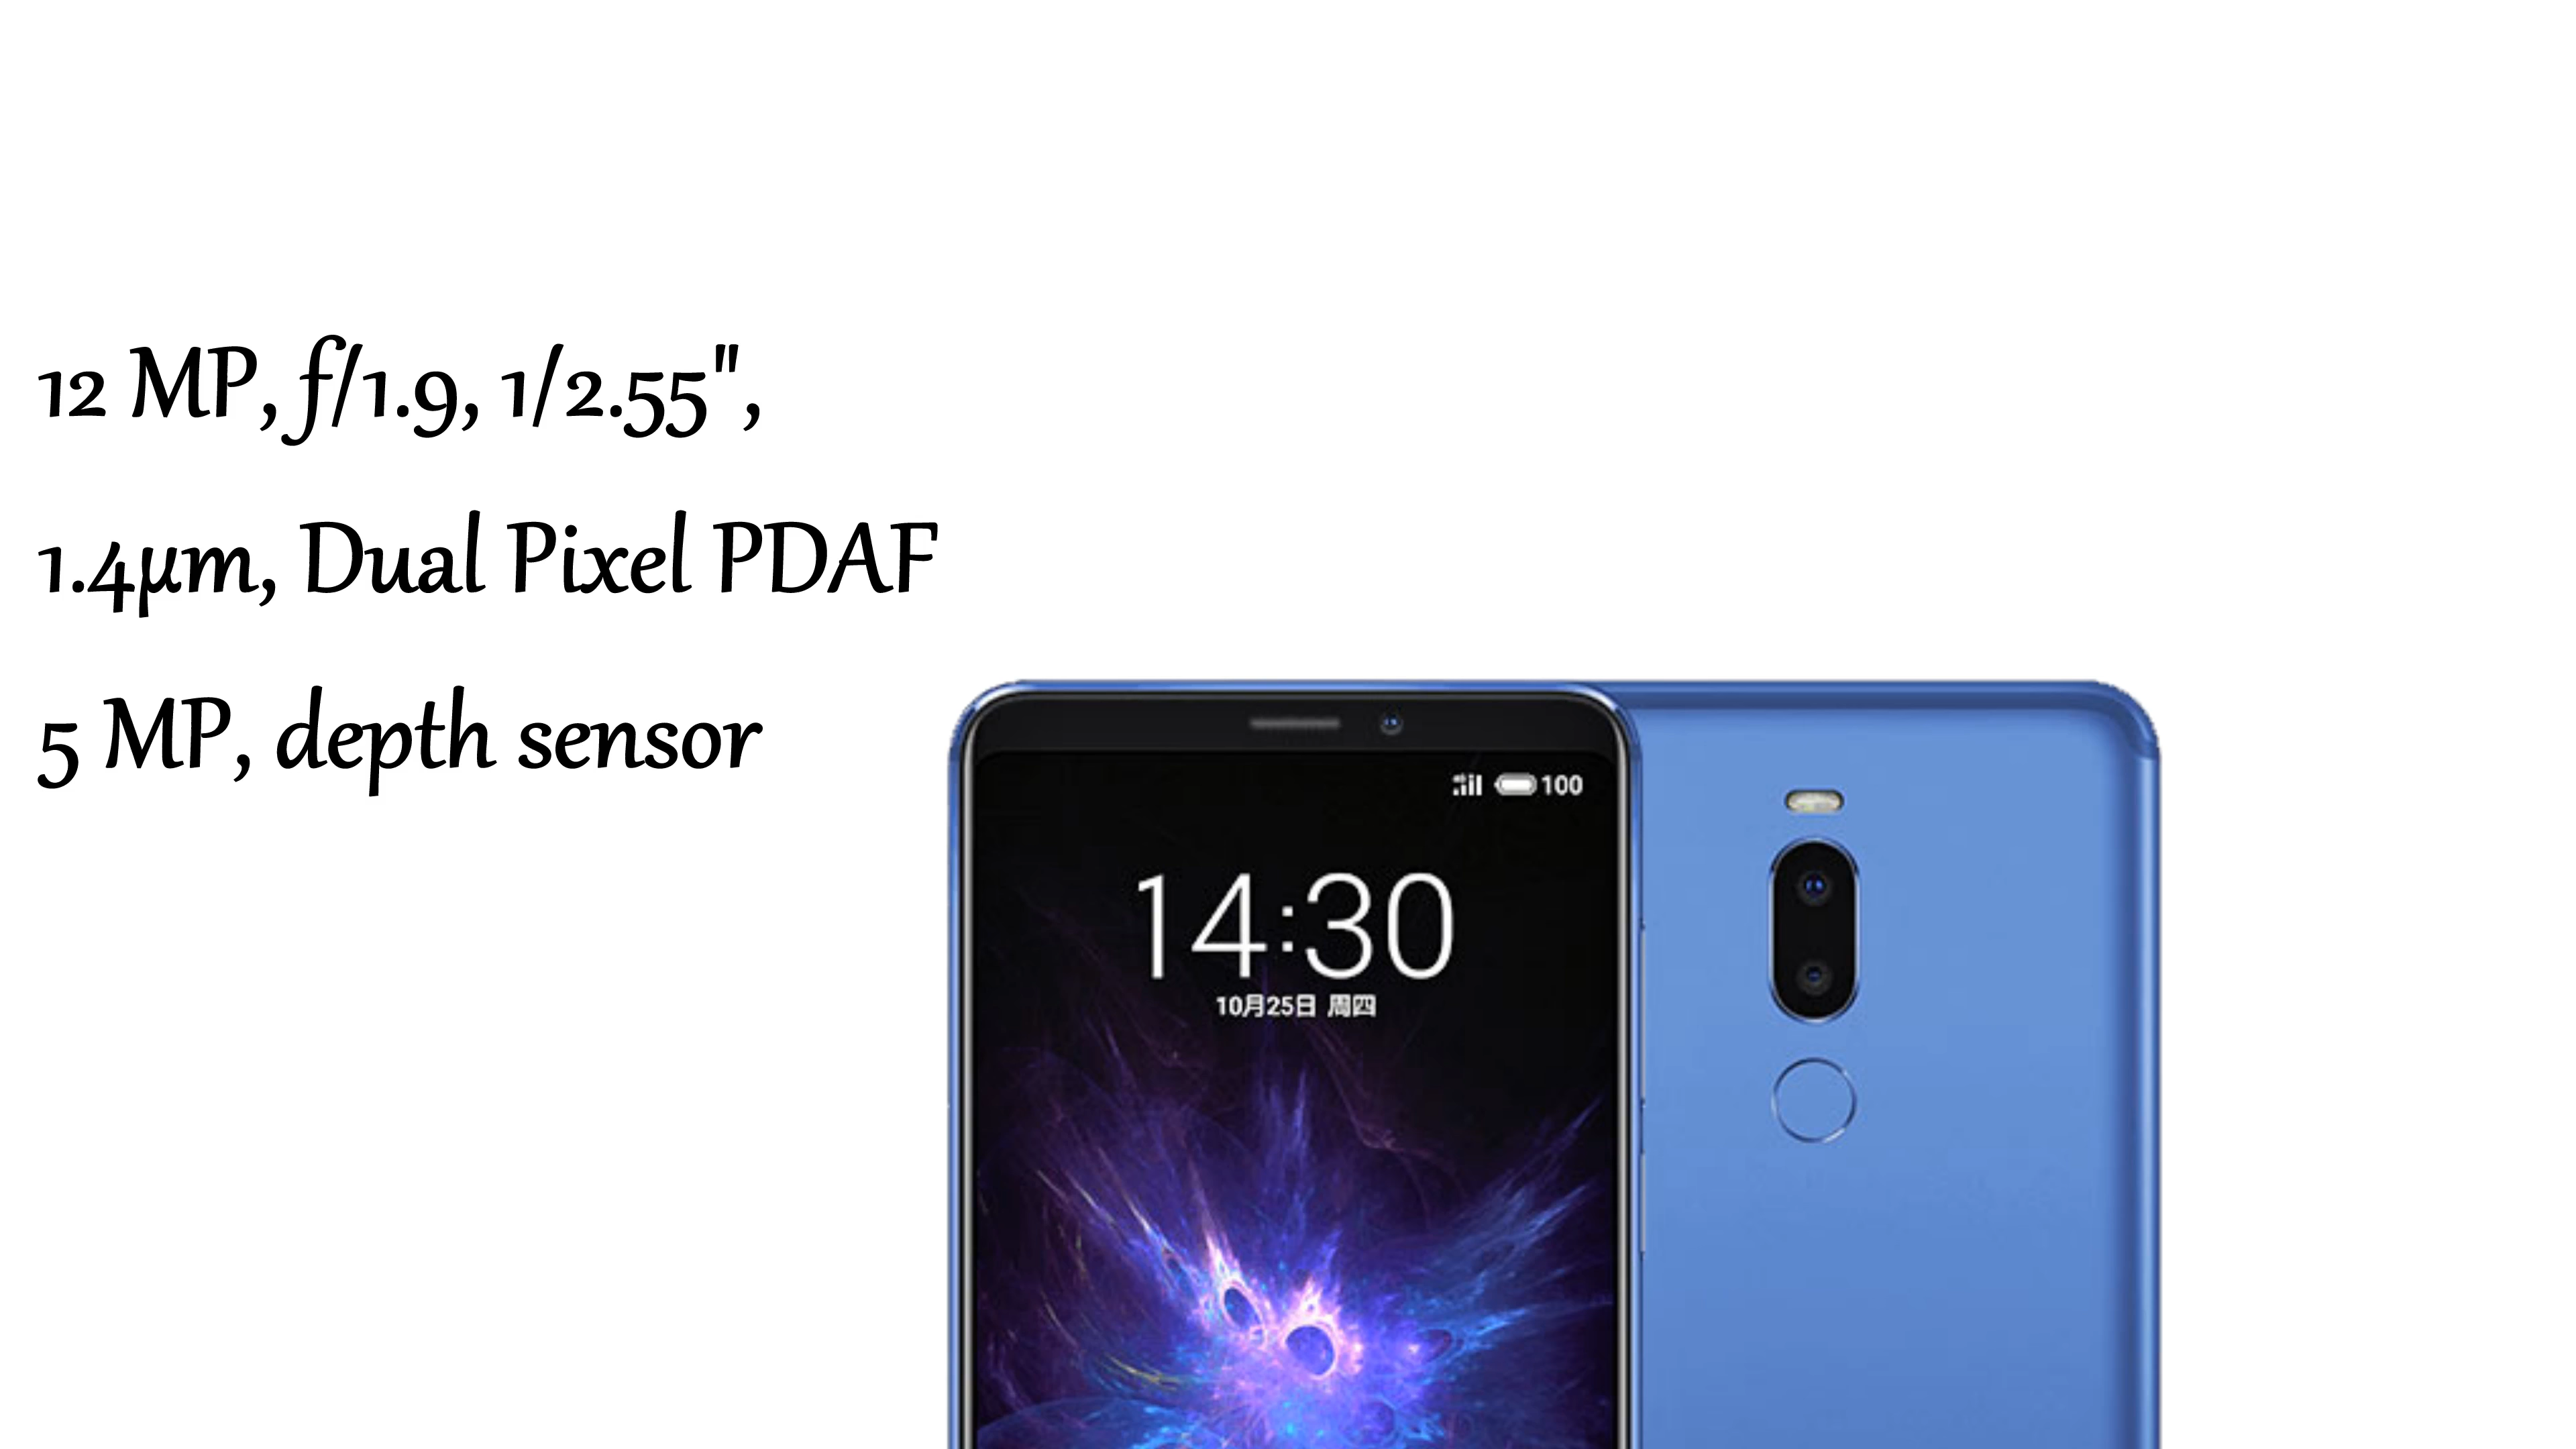 12 MP, f/1.9, 1/2.55",
1.4µm, Dual Pixel PDAF
5 MP, depth sensor
100
14:30
10月25日 周四